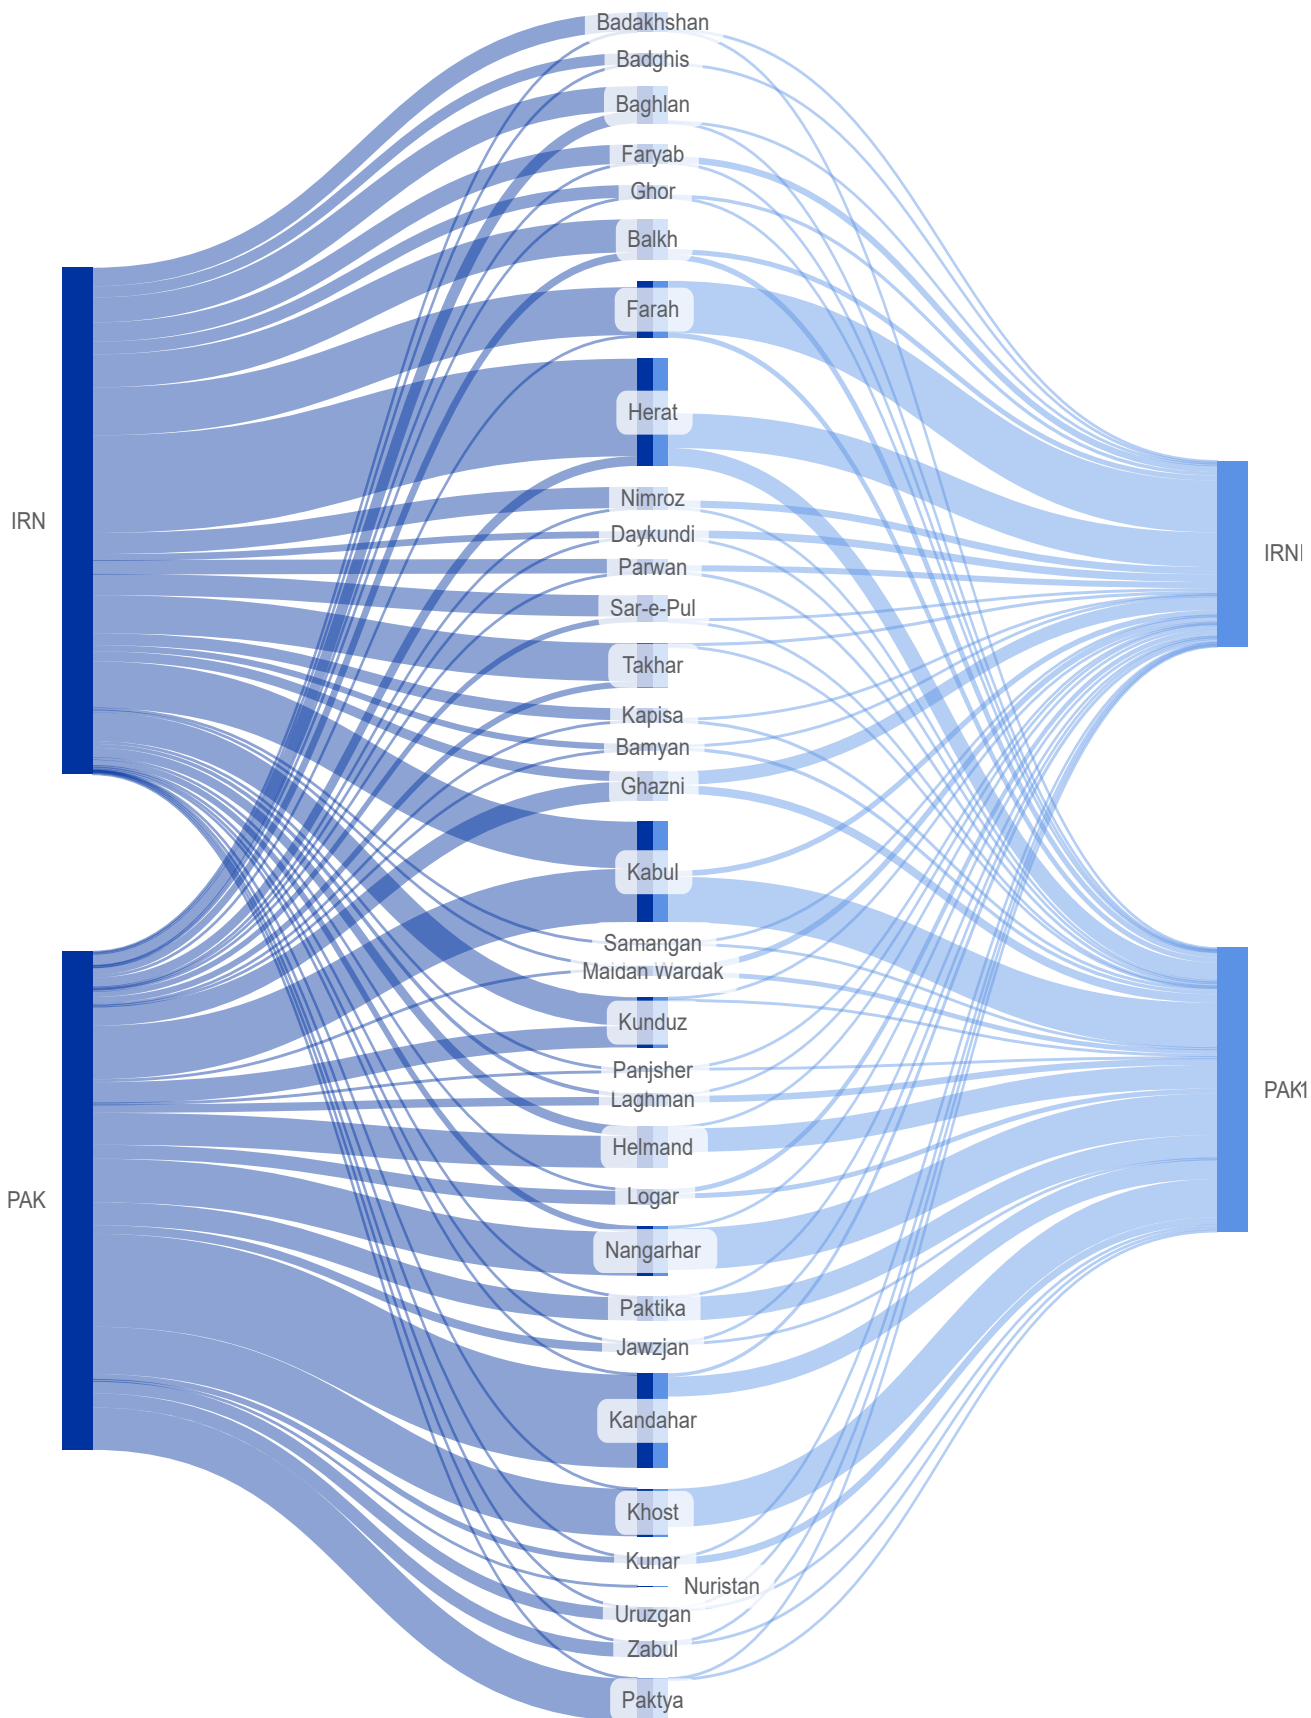 Badakhshan
Badghis
Baghlan
Faryab
Ghor
Balkh
Farah
Herat
Nimroz
IRN
Daykundi
IRNI
Parwan
Sar-e-Pul
Takhar
Kapisa
Bamyan
Ghazni
Kabul
Samangan
Maidan Wardak
Kunduz
Panjsher
PAK1
Laghman
Helmand
Logar
PAK
Nangarhar
Paktika
Jawzjan
Kandahar
Khost
Kunar
Nuristan
Uruzgan
Zabul
Paktya